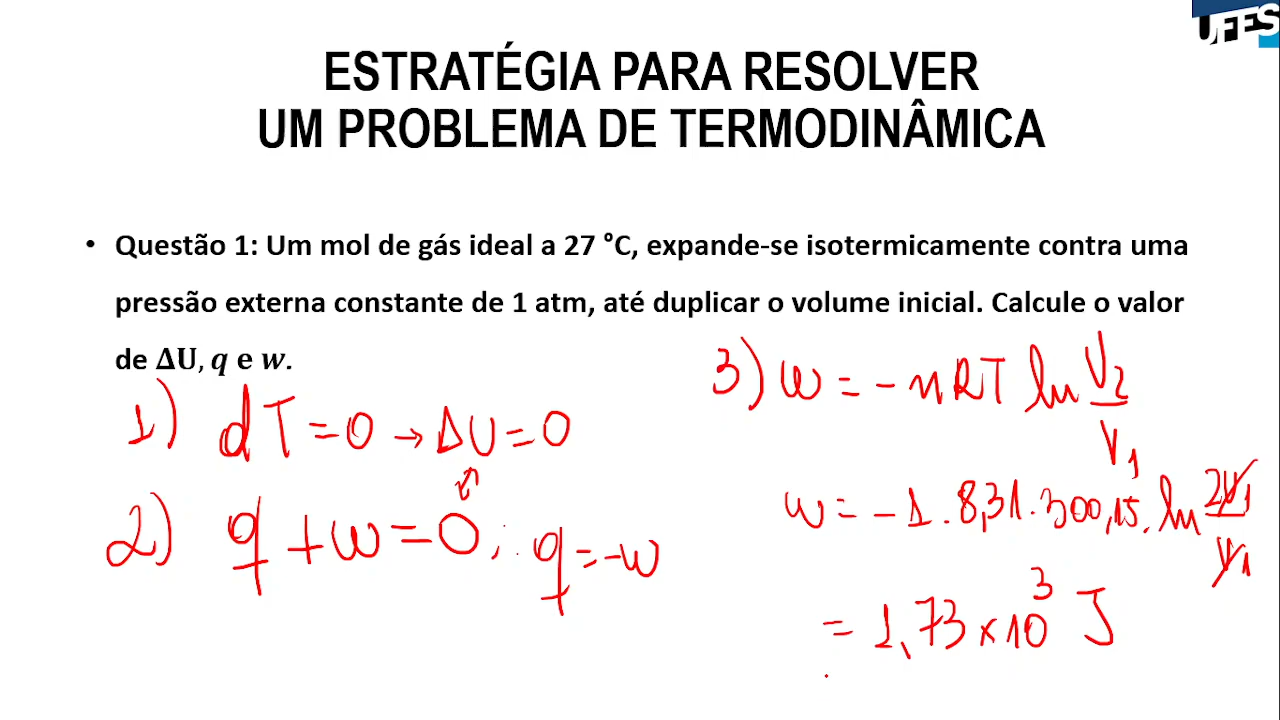 UFES
ESTRATÉGIA PARA RESOLVER
UM PROBLEMA DE TERMODINÂMICA
• Questão 1: Um mol de gás ideal a 27 °C, expande-se isotermicamente contra uma
pressão externa constante de 1 atm, até duplicar o volume inicial. Calcule o valor
de ΔU, q e w.
1) dT = 0 → ΔU = 0
2) q + w = 0; q = -w
3) w = - nRT ln V2/V1
w = - 1 . 8,31 . 300,15 . ln 2V1/V1
= 1,73 × 10³ J